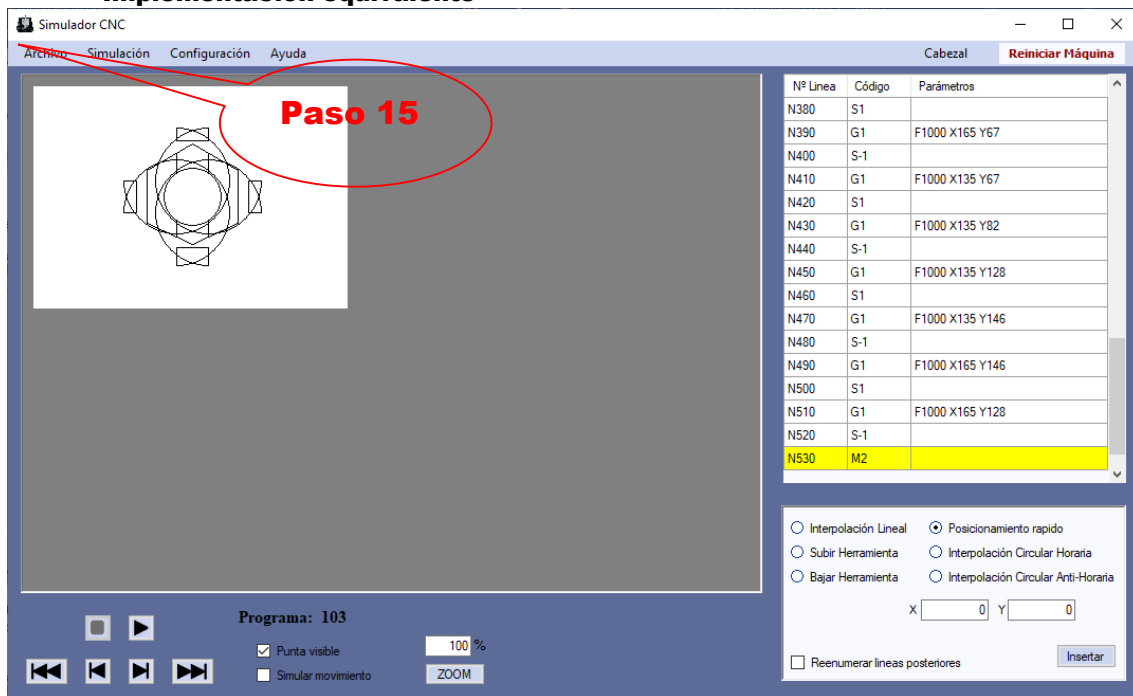 implementación equivalente
Simulador CNC
Archivo Simulación Configuración Ayuda Cabezal Reiniciar Máquina
Paso 15
Nº Linea Código Parámetros
N380 S1
N390 G1 F1000 X165 Y67
N400 S-1
N410 G1 F1000 X135 Y67
N420 S1
N430 G1 F1000 X135 Y82
N440 S-1
N450 G1 F1000 X135 Y128
N460 S1
N470 G1 F1000 X135 Y146
N480 S-1
N490 G1 F1000 X165 Y146
N500 S1
N510 G1 F1000 X165 Y128
N520 S-1
N530 M2
Interpolación Lineal Posicionamiento rapido
Subir Herramienta Interpolación Circular Horaria
Bajar Herramienta Interpolación Circular Anti-Horaria
X 0 Y 0
Reenumerar lineas posteriores Insertar
Programa: 103
Punta visible 100 %
Simular movimiento ZOOM